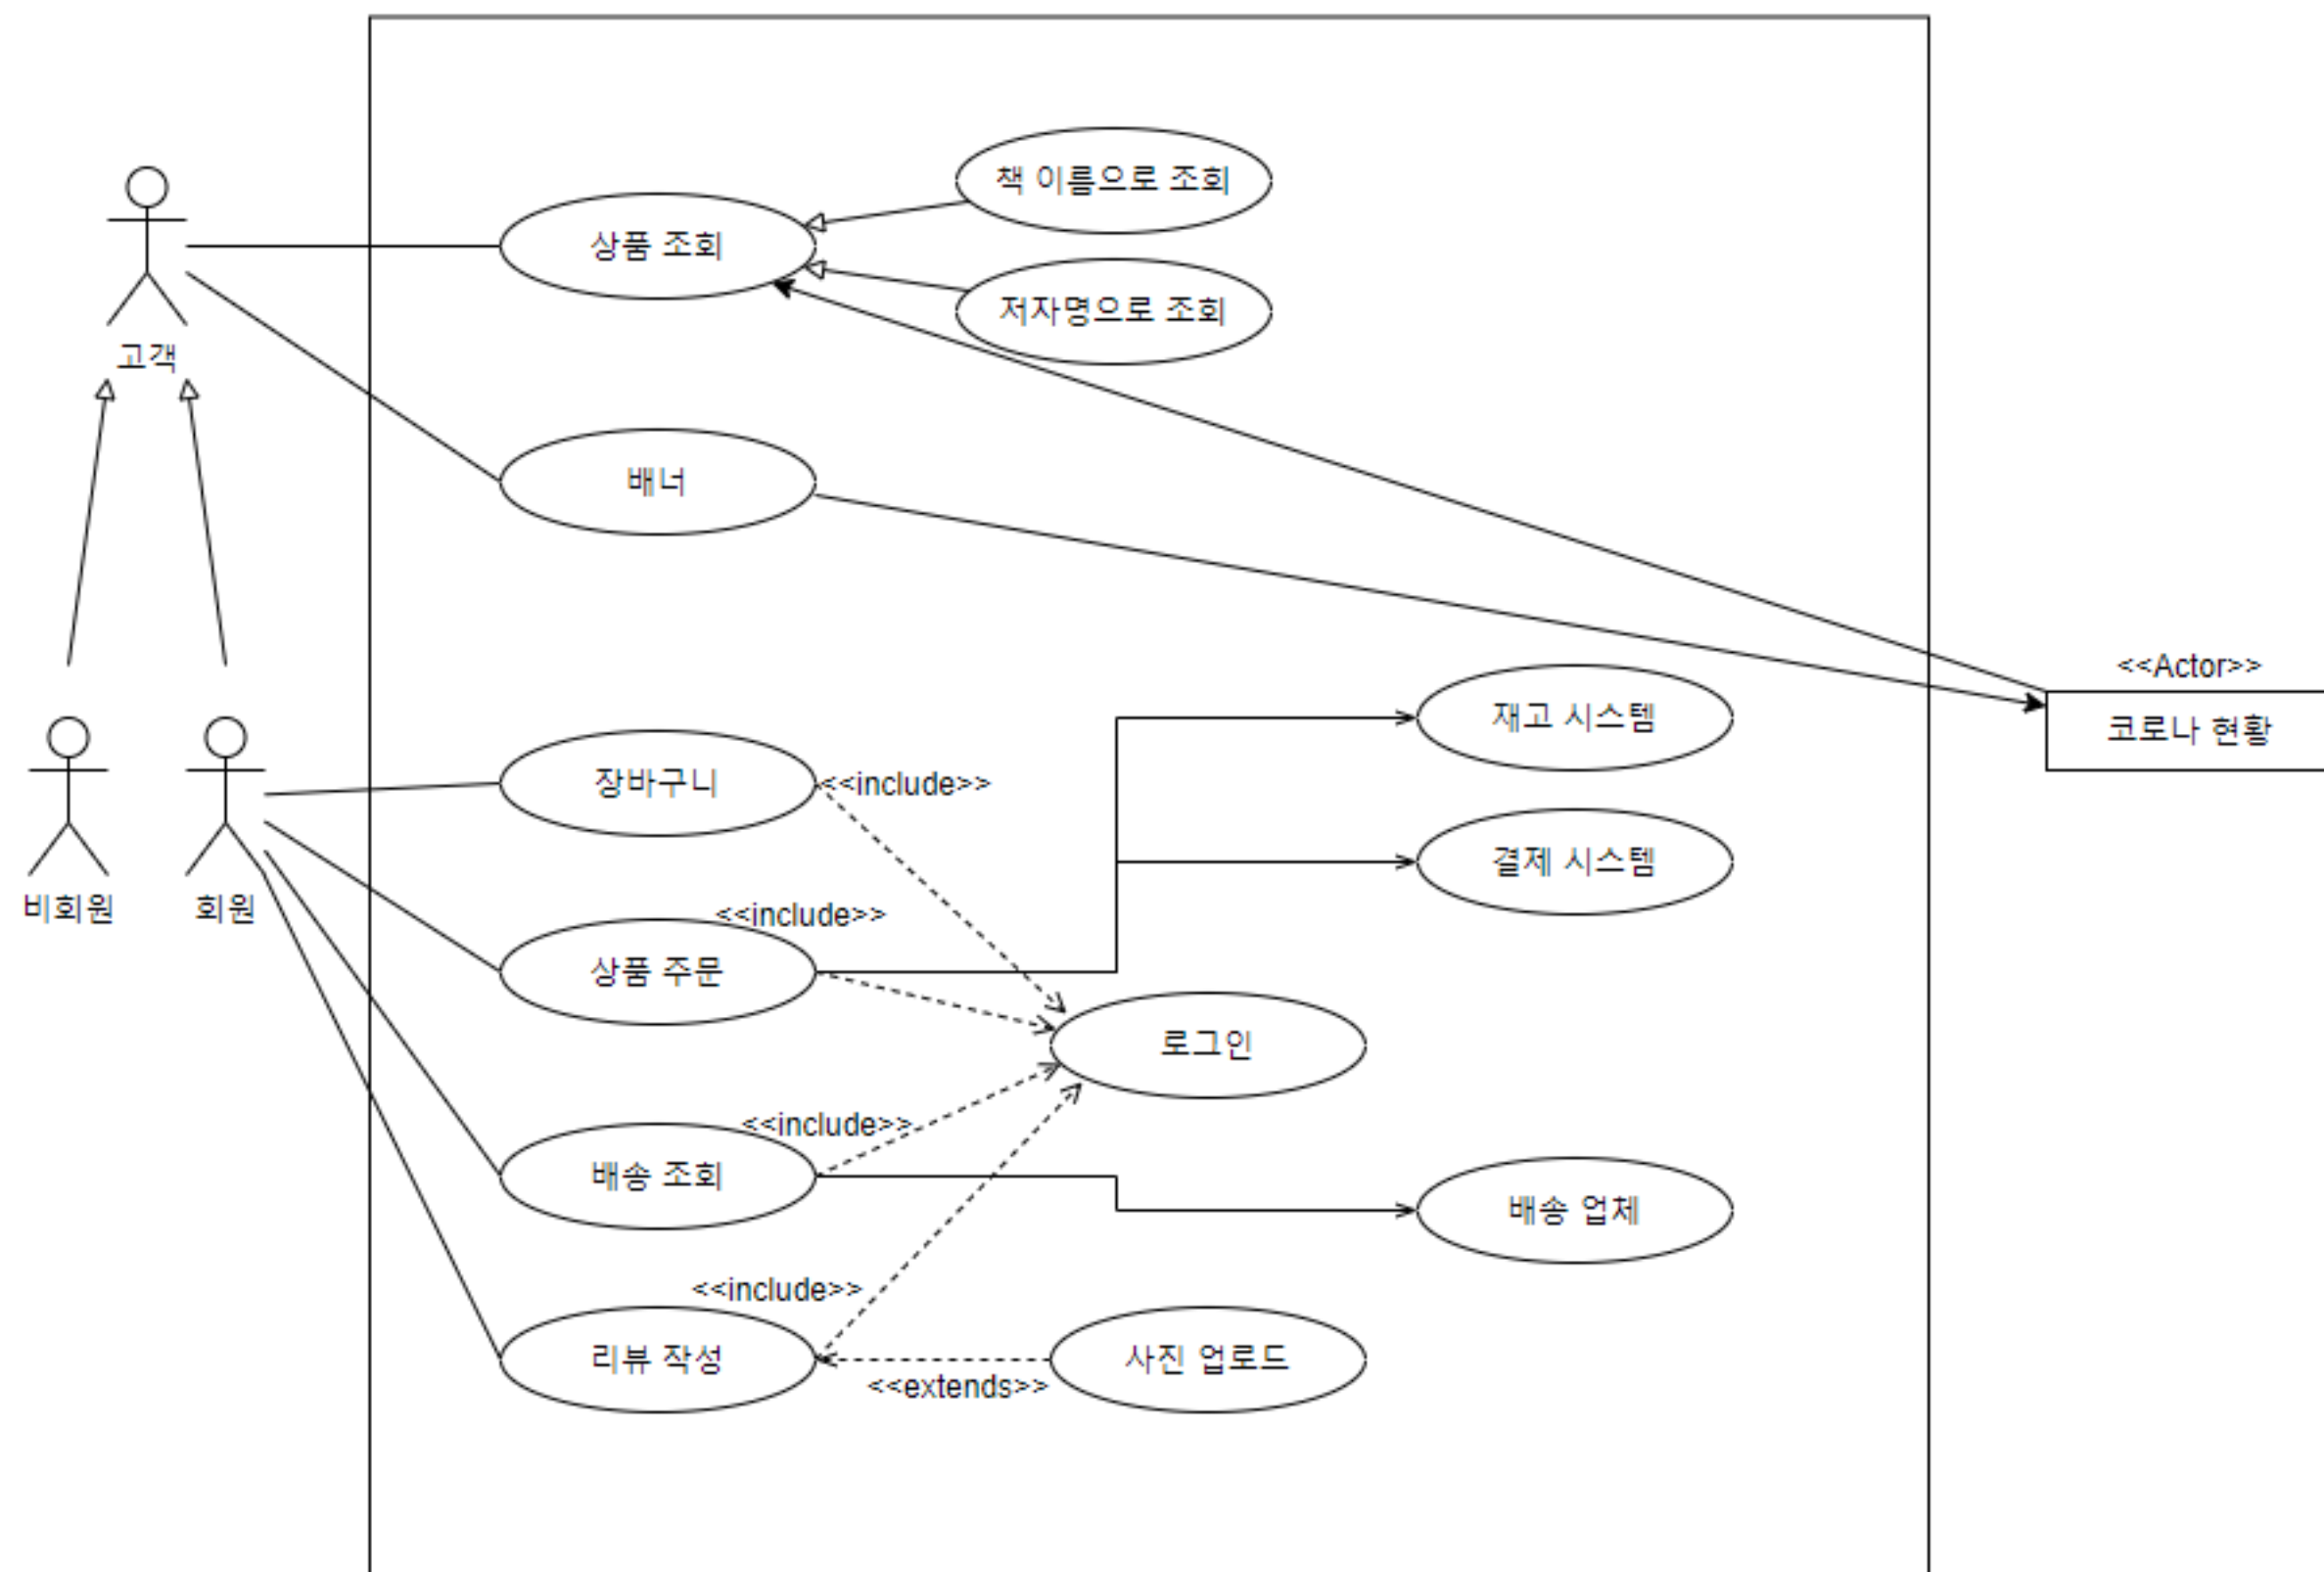 책 이름으로 조회
상품 조회
저자명으로 조회
고객
배너
<<Actor>>
코로나 현황
재고 시스템
장바구니
<<include>>
결제 시스템
비회원
회원
<<include>>
상품 주문
로그인
<<include>>
배송 조회
배송 업체
<<include>>
리뷰 작성
사진 업로드
<<extends>>